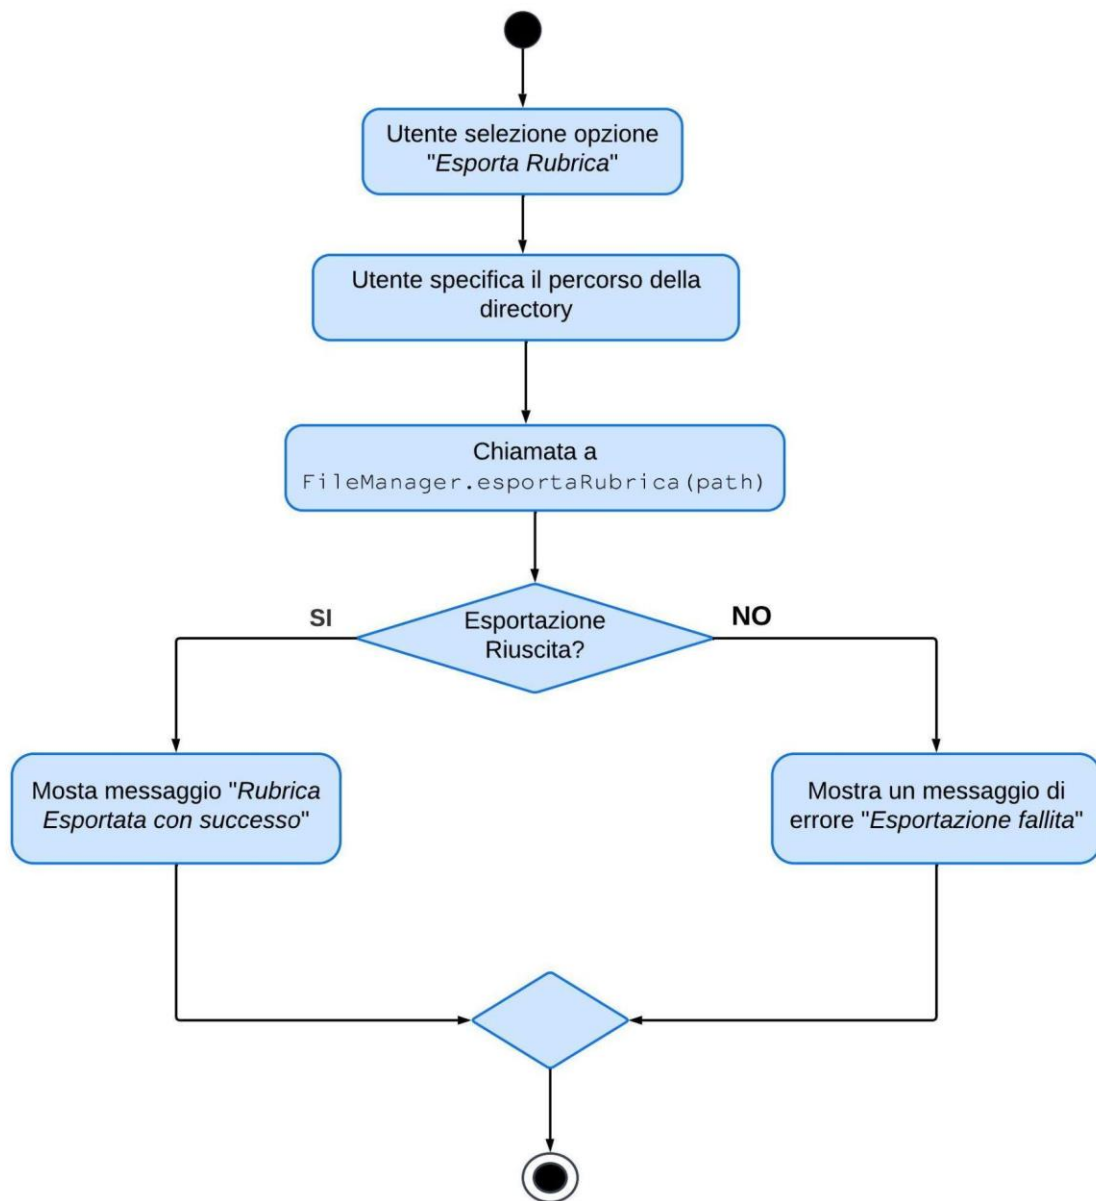 Utente selezione opzione
"Esporta Rubrica"
Utente specifica il percorso della
directory
Chiamata a
FileManager.esportaRubrica(path)
Esportazione
Riuscita?
SI
NO
Mosta messaggio "Rubrica
Esportata con successo"
Mostra un messaggio di
errore "Esportazione fallita"